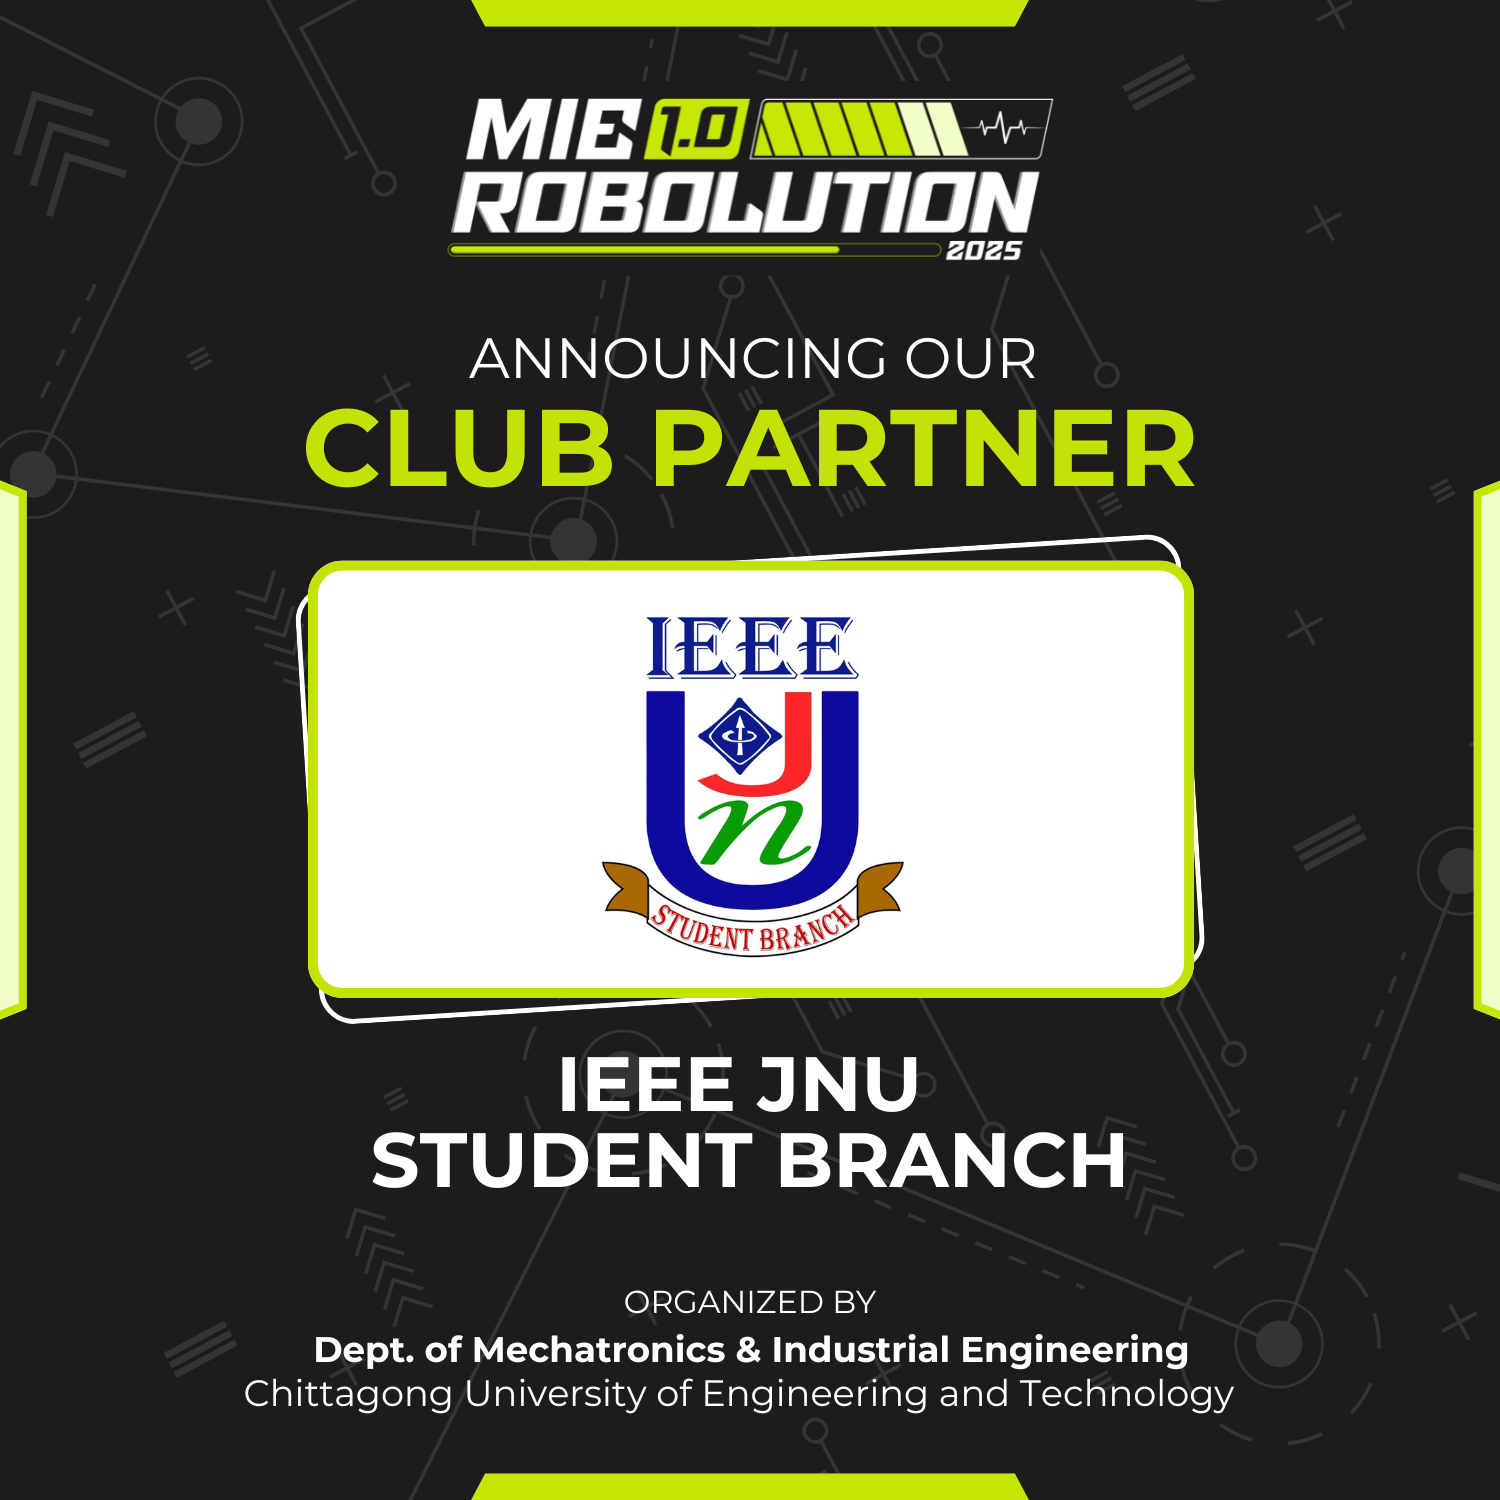 MIE 1.0
ROBOLUTION
2025
ANNOUNCING OUR
CLUB PARTNER
IEEE
U J n
STUDENT BRANCH
IEEE JNU
STUDENT BRANCH
ORGANIZED BY
Dept. of Mechatronics & Industrial Engineering
Chittagong University of Engineering and Technology